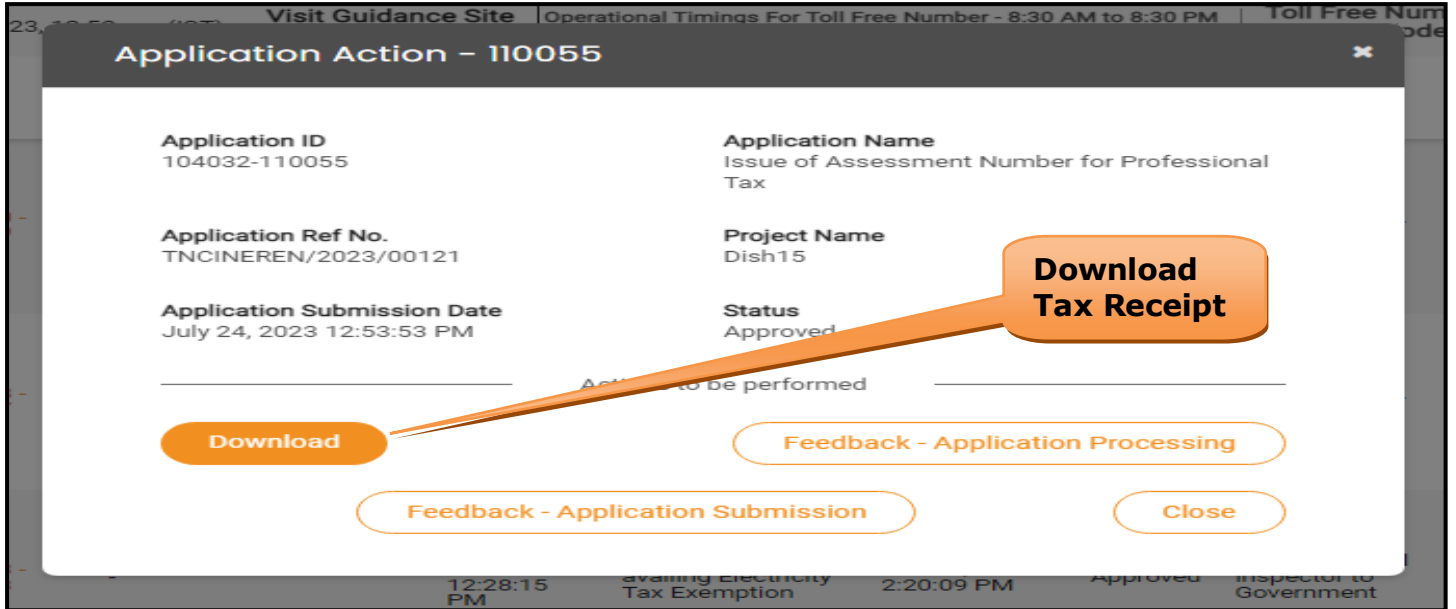 Visit Guidance Site
Operational Timings For Toll Free Number - 8:30 AM to 8:30 PM
Toll Free Num
23,
Application Action - 110055
Application ID
104032-110055
Application Name
Issue of Assessment Number for Professional
Tax
Application Ref No.
TNCINEREN/2023/00121
Project Name
Dish15
Download
Tax Receipt
Application Submission Date
July 24, 2023 12:53:53 PM
Status
Approved
to be performed
Download
Feedback - Application Processing
Feedback - Application Submission
Close
12:28:15
PM
availing Electricity
Tax Exemption
2:20:09 PM
Approved
Inspector to
Government